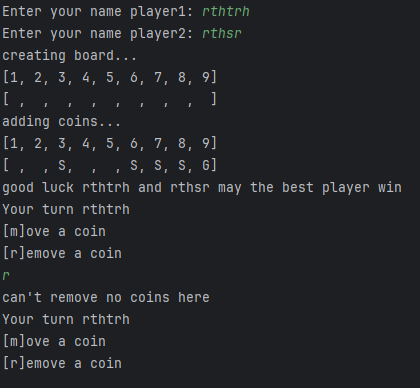 Enter your name player1: rthtrh
Enter your name player2: rthsr
creating board...
[1, 2, 3, 4, 5, 6, 7, 8, 9]
[ ,  ,  ,  ,  ,  ,  ,  ,  ]
adding coins...
[1, 2, 3, 4, 5, 6, 7, 8, 9]
[ ,  , S,  ,  , S, S, S, G]
good luck rthtrh and rthsr may the best player win
Your turn rthtrh
[m]ove a coin
[r]emove a coin
r
can't remove no coins here
Your turn rthtrh
[m]ove a coin
[r]emove a coin